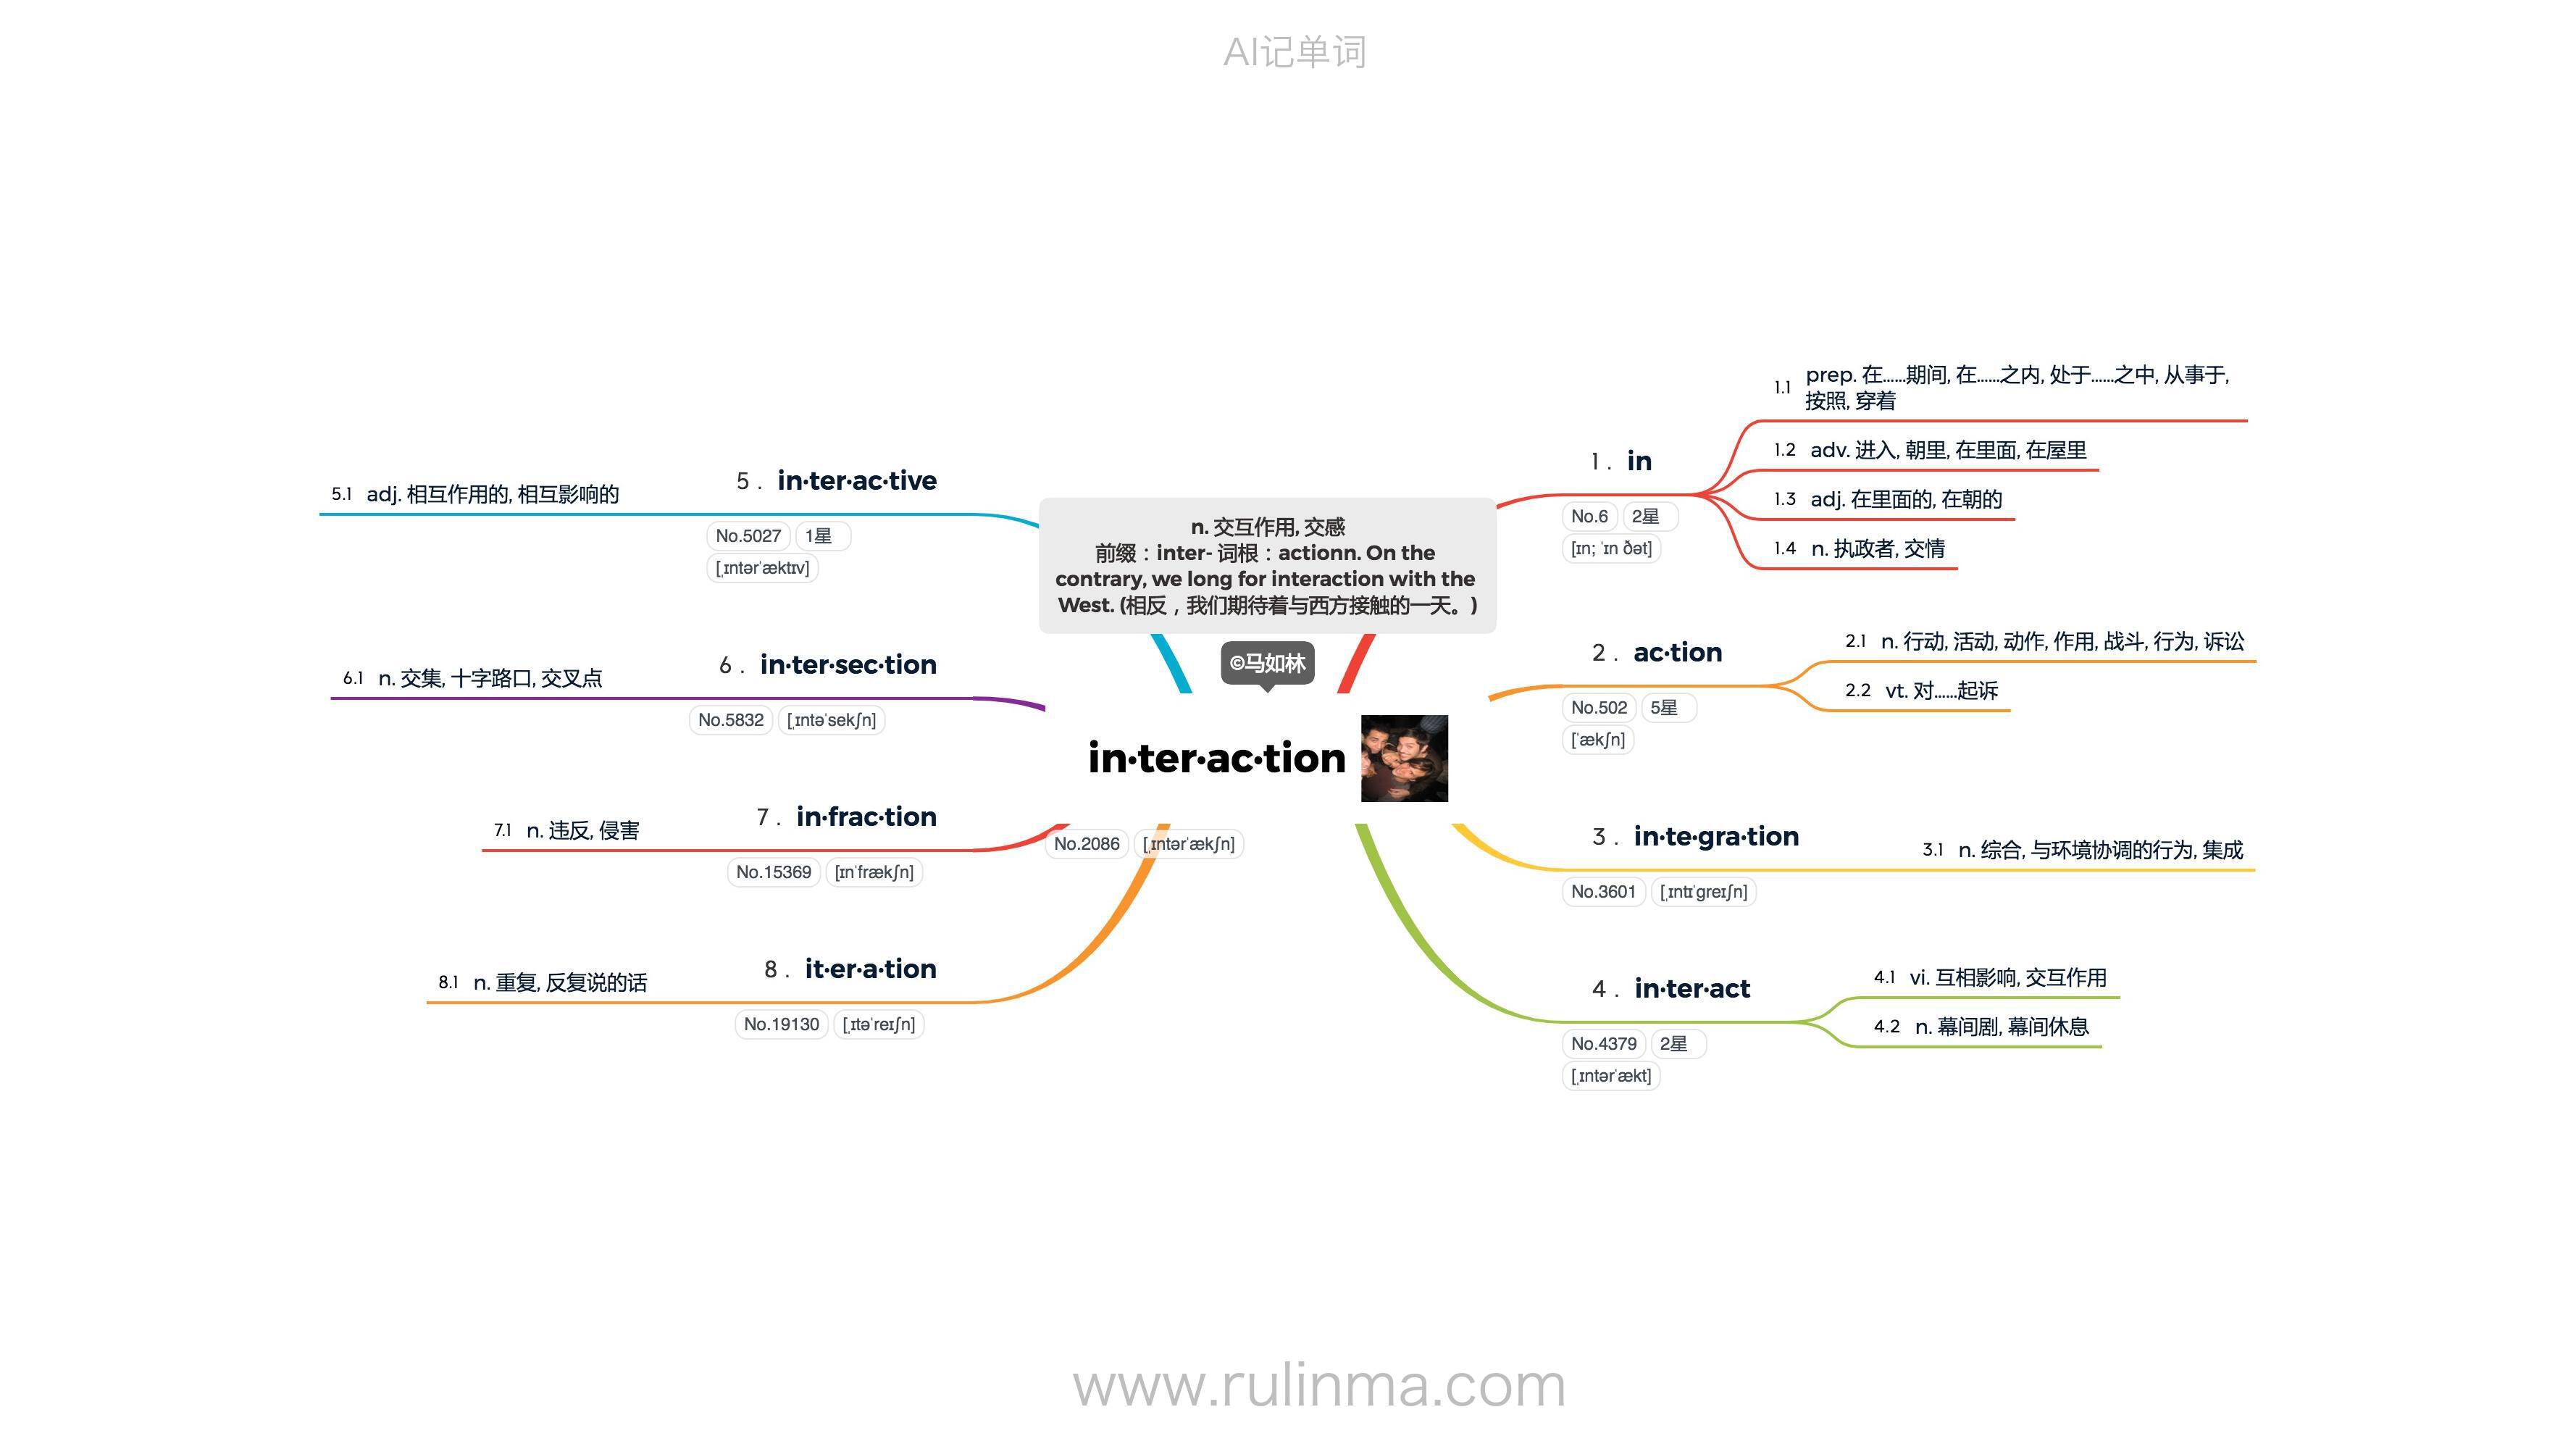 AI记单词
n. 交互作用, 交感
前缀：inter- 词根：actionn. On the
contrary, we long for interaction with the
West. (相反，我们期待着与西方接触的一天。)
©马如林
in·ter·ac·tion
No.2086 [ˌɪntərˈækʃn]
1 . in
No.6 2星
[ɪn; ˈɪn ðət]
1.1 prep. 在……期间, 在……之内, 处于……之中, 从事于,
按照, 穿着
1.2 adv. 进入, 朝里, 在里面, 在屋里
1.3 adj. 在里面的, 在朝的
1.4 n. 执政者, 交情
2 . ac·tion
No.502 5星
[ˈækʃn]
2.1 n. 行动, 活动, 动作, 作用, 战斗, 行为, 诉讼
2.2 vt. 对……起诉
3 . in·te·gra·tion
No.3601 [ˌɪntɪˈɡreɪʃn]
3.1 n. 综合, 与环境协调的行为, 集成
4 . in·ter·act
No.4379 2星
[ˌɪntərˈækt]
4.1 vi. 互相影响, 交互作用
4.2 n. 幕间剧, 幕间休息
5 . in·ter·ac·tive
No.5027 1星
[ˌɪntərˈæktɪv]
5.1 adj. 相互作用的, 相互影响的
6 . in·ter·sec·tion
No.5832 [ˌɪntəˈsekʃn]
6.1 n. 交集, 十字路口, 交叉点
7 . in·frac·tion
No.15369 [ɪnˈfrækʃn]
7.1 n. 违反, 侵害
8 . it·er·a·tion
No.19130 [ˌɪtəˈreɪʃn]
8.1 n. 重复, 反复说的话
www.rulinma.com